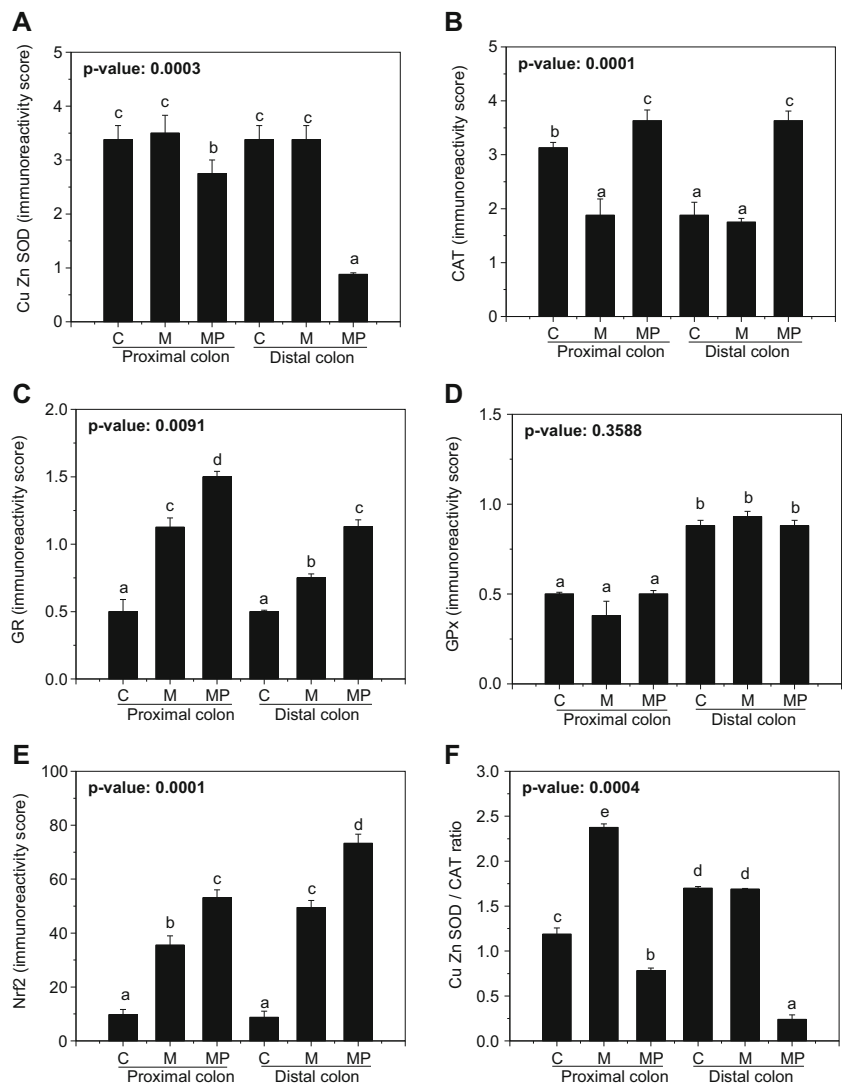 A
Cu Zn SOD (immunoreactivity score)
p-value: 0.0003
5
4
3
2
1
0
c
c
b
c
c
a
C M MP C M MP
Proximal colon Distal colon
B
CAT (immunoreactivity score)
p-value: 0.0001
5
4
3
2
1
0
b
a
c
a
a
c
C M MP C M MP
Proximal colon Distal colon
C
GR (immunoreactivity score)
p-value: 0.0091
2.0
1.5
1.0
0.5
0.0
a
c
d
a
b
c
C M MP C M MP
Proximal colon Distal colon
D
GPx (immunoreactivity score)
p-value: 0.3588
1.5
1.0
0.5
0.0
a
a
a
b
b
b
C M MP C M MP
Proximal colon Distal colon
E
Nrf2 (immunoreactivity score)
p-value: 0.0001
100
80
60
40
20
0
a
b
c
a
c
d
C M MP C M MP
Proximal colon Distal colon
F
Cu Zn SOD / CAT ratio
p-value: 0.0004
3.0
2.5
2.0
1.5
1.0
0.5
0.0
c
e
b
d
d
a
C M MP C M MP
Proximal colon Distal colon